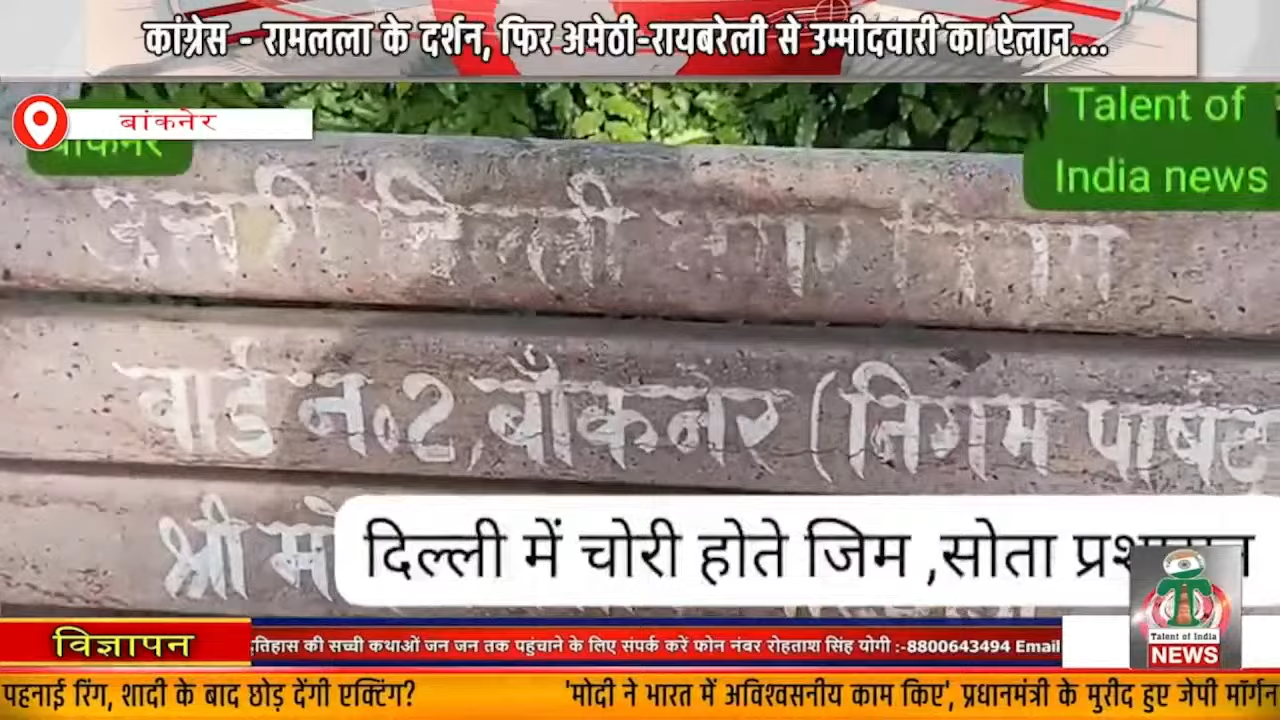 कांग्रेस - रामलला के दर्शन, फिर अमेठी-रायबरेली से उम्मीदवारी का ऐलान....
बांकनेर
Talent of
India news
दिल्ली
वार्ड न०2, बाँकनेर (निगम पार्षद
श्री
दिल्ली में चोरी होते जिम ,सोता
Talent of India
NEWS
विज्ञापन
इतिहास की सच्ची कथाओं जन जन तक पहुंचाने के लिए संपर्क करें फोन नंबर रोहताश सिंह योगी :-8800643494 Email
पहनाई रिंग, शादी के बाद छोड़ देंगी एक्टिंग? 'मोदी ने भारत में अविश्वसनीय काम किए', प्रधानमंत्री के मुरीद हुए जेपी मॉर्गन